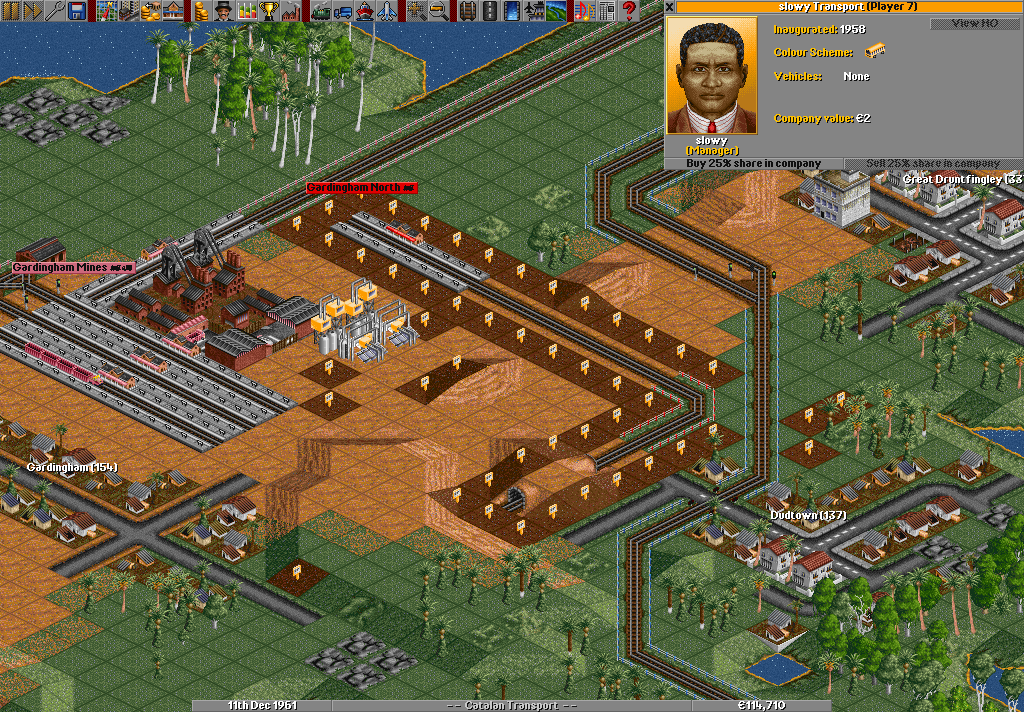 slowy Transport (Player 7)
Inaugurated: 1958
View HQ
Colour Scheme:
Vehicles: None
Company value: €2
slowy
(Manager)
Buy 25% share in company
Sell 25% share in company
Great Druntfingley (33
Gardingham North
Gardingham Mines
Gardingham (154)
Dudtown (137)
11th Dec 1961
-- Catalan Transport --
€114,710